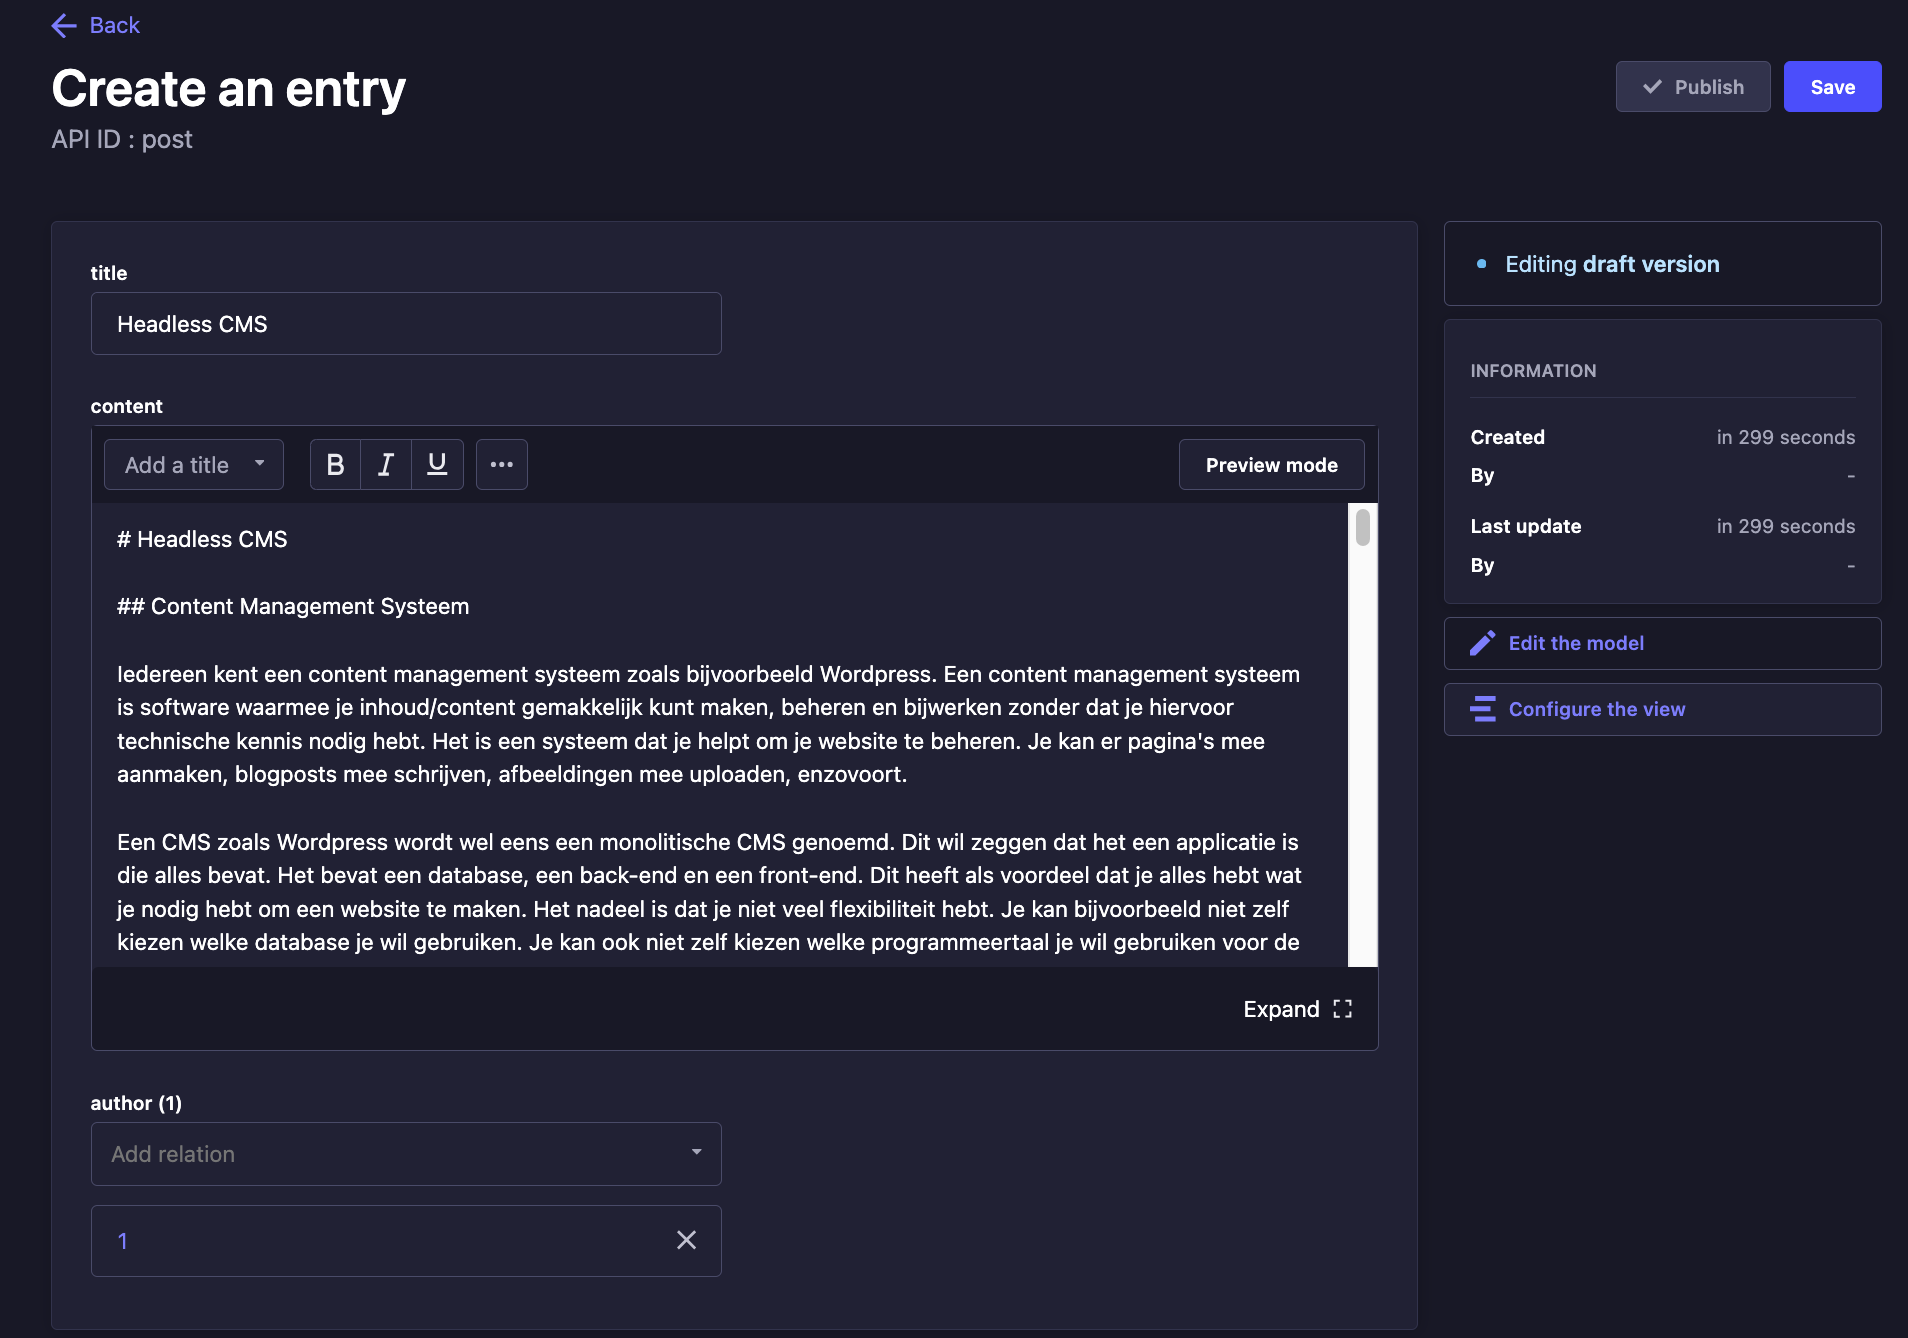 Back
Create an entry
API ID : post
Publish
Save
title
Headless CMS
content
Add a title
B I U
Preview mode
# Headless CMS
## Content Management Systeem
Iedereen kent een content management systeem zoals bijvoorbeeld Wordpress. Een content management systeem
is software waarmee je inhoud/content gemakkelijk kunt maken, beheren en bijwerken zonder dat je hiervoor
technische kennis nodig hebt. Het is een systeem dat je helpt om je website te beheren. Je kan er pagina's mee
aanmaken, blogposts mee schrijven, afbeeldingen mee uploaden, enzovoort.
Een CMS zoals Wordpress wordt wel eens een monolitische CMS genoemd. Dit wil zeggen dat het een applicatie is
die alles bevat. Het bevat een database, een back-end en een front-end. Dit heeft als voordeel dat je alles hebt wat
je nodig hebt om een website te maken. Het nadeel is dat je niet veel flexibiliteit hebt. Je kan bijvoorbeeld niet zelf
kiezen welke database je wil gebruiken. Je kan ook niet zelf kiezen welke programmeertaal je wil gebruiken voor de
Expand
author (1)
Add relation
1
Editing draft version
INFORMATION
Created in 299 seconds
By -
Last update in 299 seconds
By -
Edit the model
Configure the view